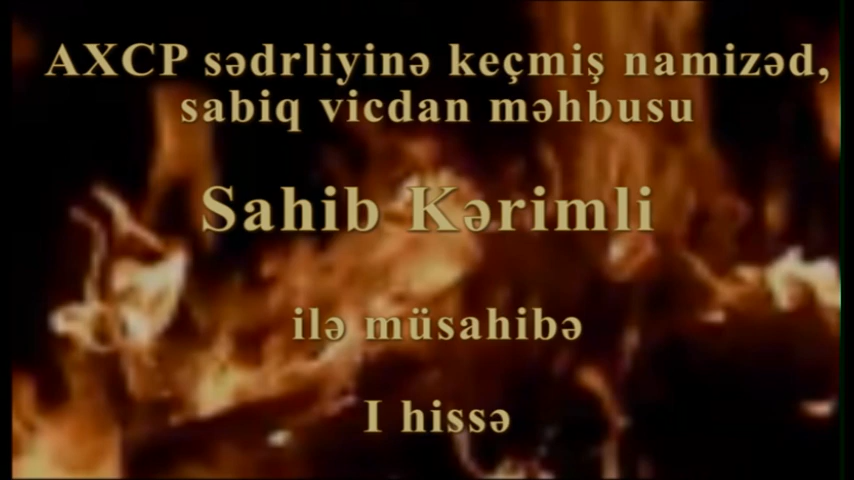 AXCP sədrliyinə keçmiş namizəd,
sabiq vicdan məhbusu
Sahib Kərimli
ilə müsahibə
I hissə